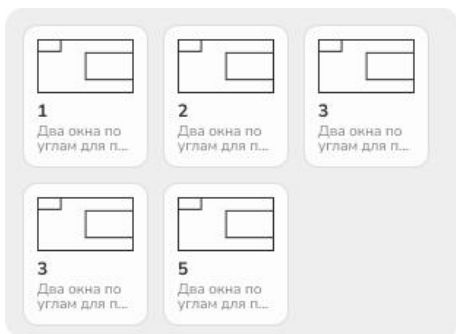 1
Два окна по
углам для п...
2
Два окна по
углам для п...
3
Два окна по
углам для п...
3
Два окна по
углам для п...
5
Два окна по
углам для п...